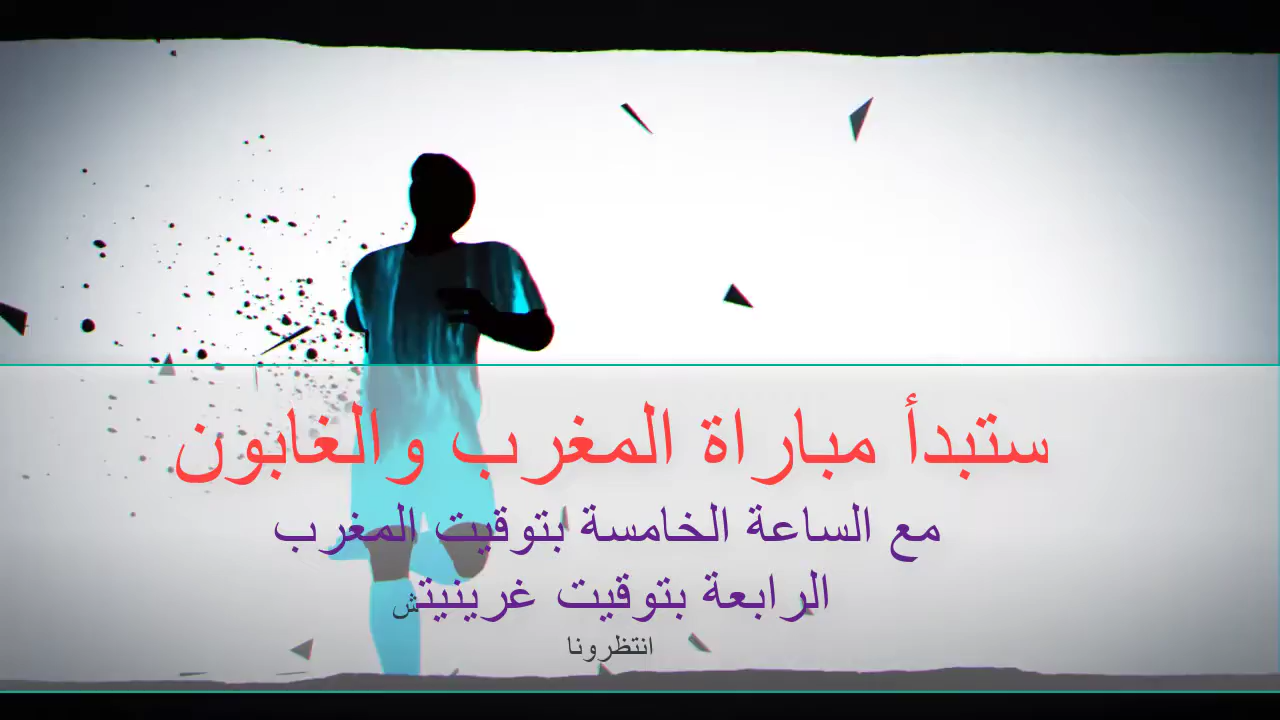 ستبدأ مباراة المغرب والغابون
مع الساعة الخامسة بتوقيت المغرب
الرابعة بتوقيت غرينيتش
انتظرونا